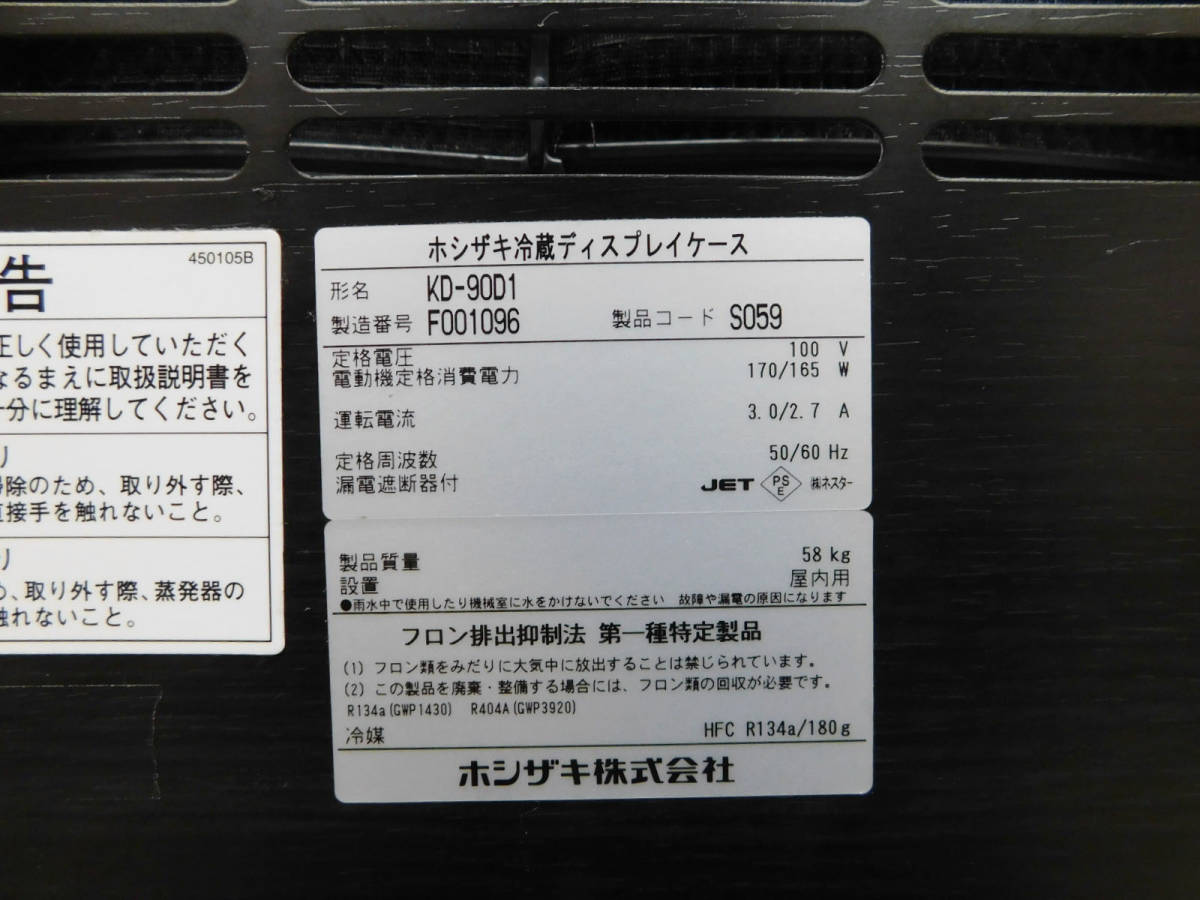 告
450105B
正しく使用していただく
なるまえに取扱説明書を
十分に理解してください。
り
掃除のため、取り外す際、
直接手を触れないこと。
り
め、取り外す際、蒸発器の
触れないこと。
ホシザキ冷蔵ディスプレイケース
形名 KD-90D1
製造番号 F001096 製品コード S059
定格電圧 100 V
電動機定格消費電力 170/165 W
運転電流 3.0/2.7 A
定格周波数 50/60 Hz
漏電遮断器付 JET PSE ㈱ネスター
製品質量 58 kg
設置 屋内用
●雨水中で使用したり機械室に水をかけないでください 故障や漏電の原因になります
フロン排出抑制法 第一種特定製品
(1) フロン類をみだりに大気中に放出することは禁じられています。
(2) この製品を廃棄・整備する場合には、フロン類の回収が必要です。
R134a(GWP1430) R404A(GWP3920)
冷媒 HFC R134a/180g
ホシザキ株式会社